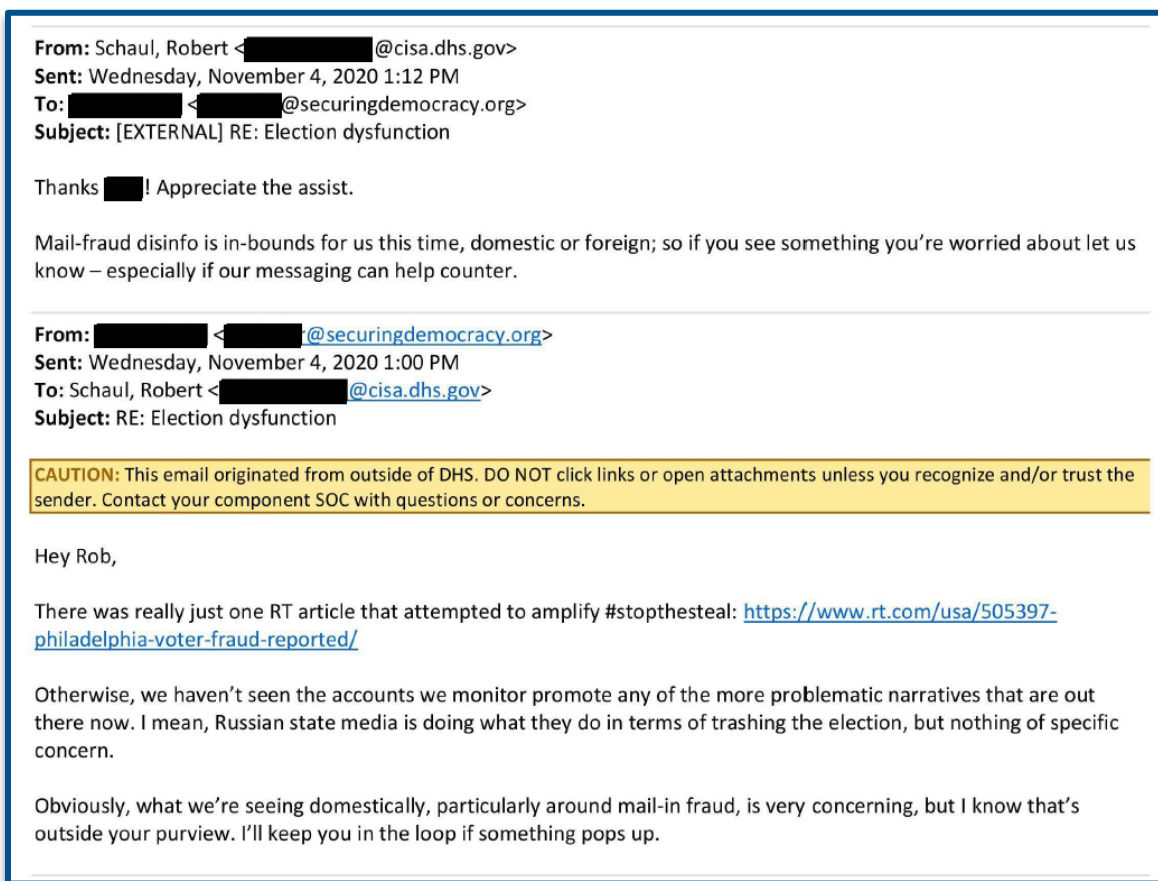 From: Schaul, Robert < @cisa.dhs.gov>
Sent: Wednesday, November 4, 2020 1:12 PM
To: < @securingdemocracy.org>
Subject: [EXTERNAL] RE: Election dysfunction
Thanks ! Appreciate the assist.
Mail-fraud disinfo is in-bounds for us this time, domestic or foreign; so if you see something you're worried about let us
know – especially if our messaging can help counter.
From: < r@securingdemocracy.org>
Sent: Wednesday, November 4, 2020 1:00 PM
To: Schaul, Robert < @cisa.dhs.gov>
Subject: RE: Election dysfunction
CAUTION: This email originated from outside of DHS. DO NOT click links or open attachments unless you recognize and/or trust the
sender. Contact your component SOC with questions or concerns.
Hey Rob,
There was really just one RT article that attempted to amplify #stopthesteal: https://www.rt.com/usa/505397-
philadelphia-voter-fraud-reported/
Otherwise, we haven't seen the accounts we monitor promote any of the more problematic narratives that are out
there now. I mean, Russian state media is doing what they do in terms of trashing the election, but nothing of specific
concern.
Obviously, what we're seeing domestically, particularly around mail-in fraud, is very concerning, but I know that's
outside your purview. I'll keep you in the loop if something pops up.